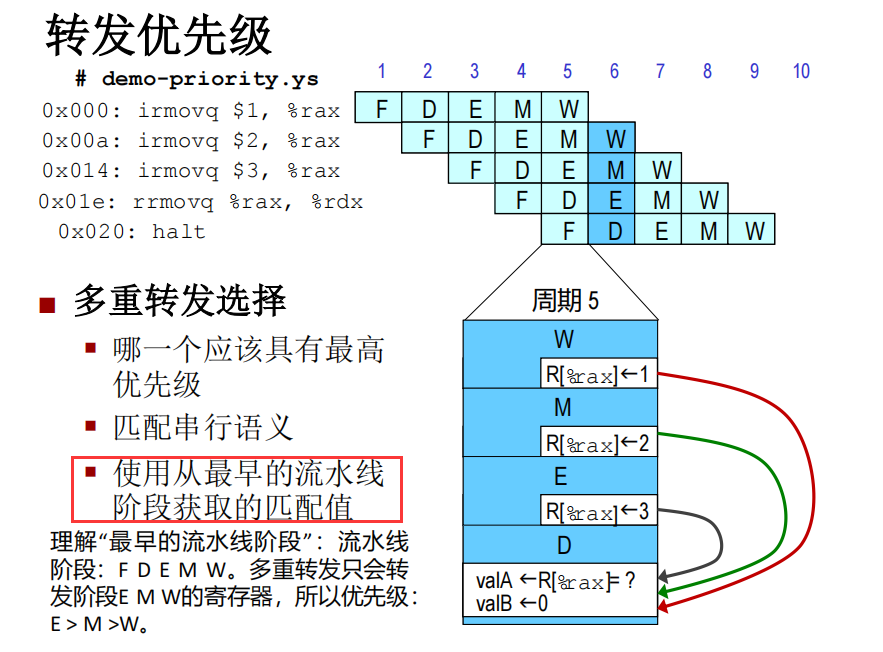 转发优先级
# demo-priority.ys
1 2 3 4 5 6 7 8 9 10
0x000: irmovq $1, %rax F D E M W
0x00a: irmovq $2, %rax F D E M W
0x014: irmovq $3, %rax F D E M W
0x01e: rrmovq %rax, %rdx F D E M W
0x020: halt F D E M W
多重转发选择
哪一个应该具有最高
优先级
匹配串行语义
使用从最早的流水线
阶段获取的匹配值
理解“最早的流水线阶段”：流水线
阶段：F D E M W。多重转发只会转
发阶段E M W的寄存器，所以优先级：
E > M >W。
周期 5
W
R[%rax]←1
M
R[%rax]←2
E
R[%rax]←3
D
valA ←R[%rax]= ?
valB ←0